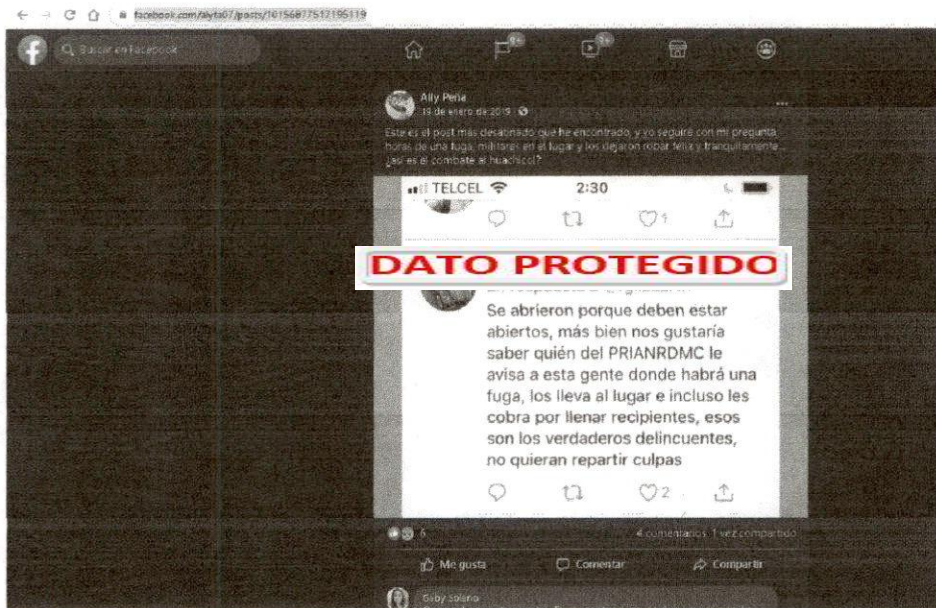 facebook.com/alyta07/posts/10156877512195119
Buscar en Facebook
9+
9+
Ally Peña
19 de enero de 2019
Este es el post más desatinado que he encontrado, y yo seguiré con mi pregunta,
horas de una fuga, militares en el lugar y los dejaron robar feliz y tranquilamente...
¿así es el combate al huachicol?
TELCEL 2:30
DATO PROTEGIDO
Se abrieron porque deben estar
abiertos, más bien nos gustaría
saber quién del PRIANRDMC le
avisa a esta gente donde habrá una
fuga, los lleva al lugar e incluso les
cobra por llenar recipientes, esos
son los verdaderos delincuentes,
no quieran repartir culpas
2
6
4 comentarios 1 vez compartido
Me gusta Comentar Compartir
Gaby Solano